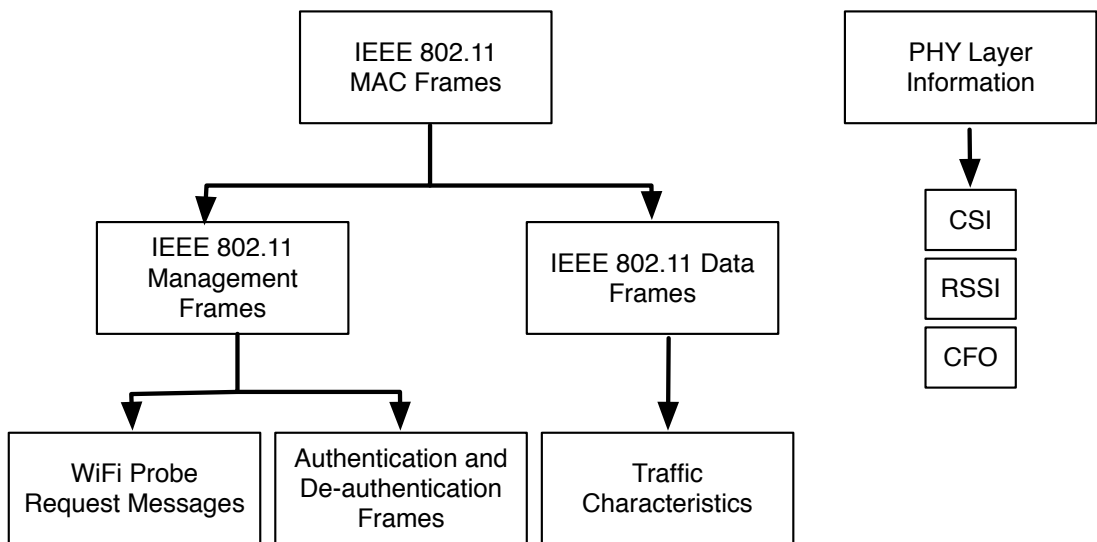 IEEE 802.11
MAC Frames
PHY Layer
Information
IEEE 802.11
Management
Frames
IEEE 802.11 Data
Frames
CSI
RSSI
CFO
WiFi Probe
Request Messages
Authentication and
De-authentication
Frames
Traffic
Characteristics